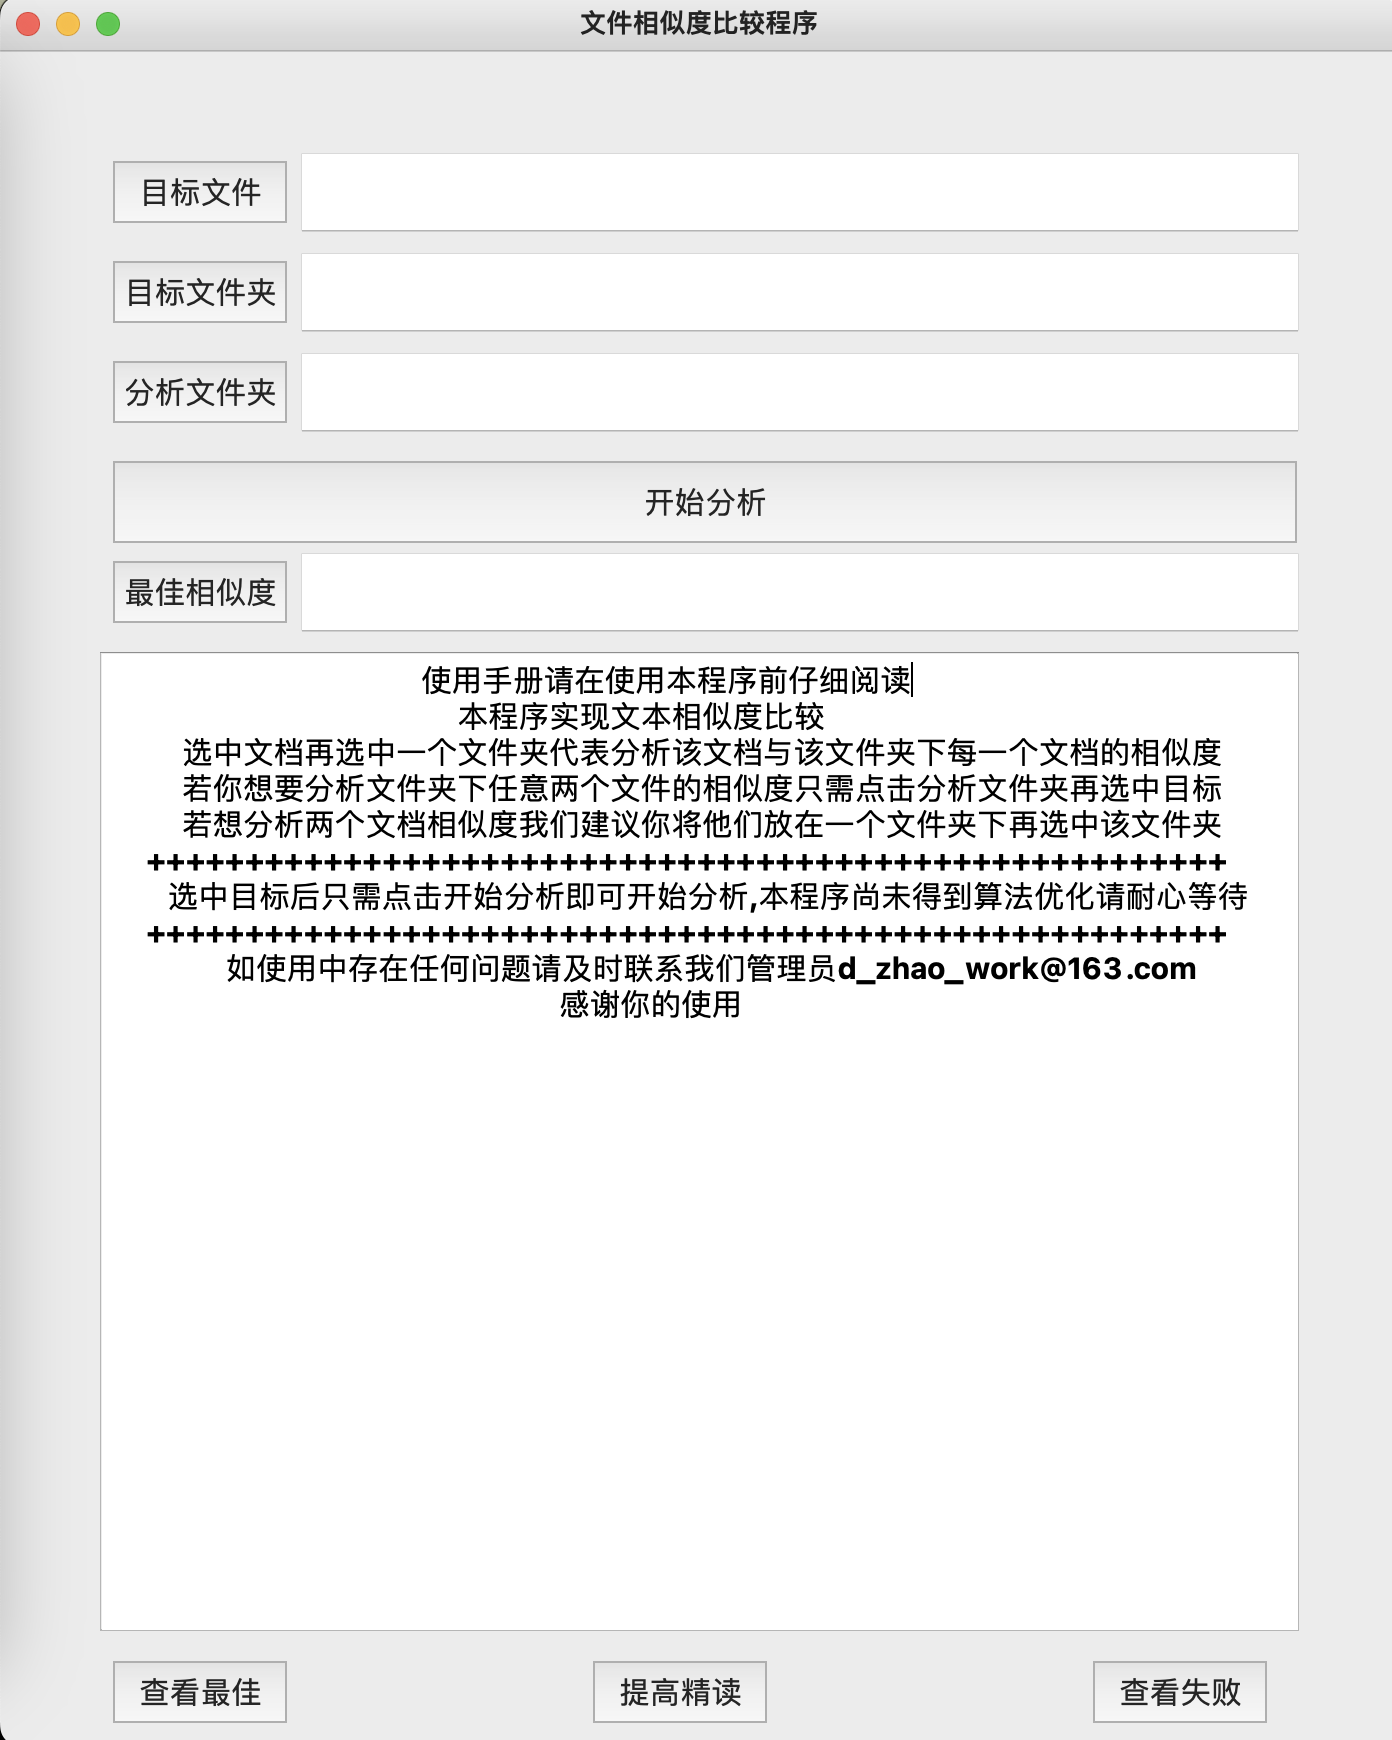 文件相似度比较程序
目标文件
目标文件夹
分析文件夹
开始分析
最佳相似度
使用手册请在使用本程序前仔细阅读
本程序实现文本相似度比较
选中文档再选中一个文件夹代表分析该文档与该文件夹下每一个文档的相似度
若你想要分析文件夹下任意两个文件的相似度只需点击分析文件夹再选中目标
若想分析两个文档相似度我们建议你将他们放在一个文件夹下再选中该文件夹
+++++++++++++++++++++++++++++++++++++++++++++++++++++++
选中目标后只需点击开始分析即可开始分析,本程序尚未得到算法优化请耐心等待
+++++++++++++++++++++++++++++++++++++++++++++++++++++++
如使用中存在任何问题请及时联系我们管理员d_zhao_work@163.com
感谢你的使用
查看最佳
提高精读
查看失败